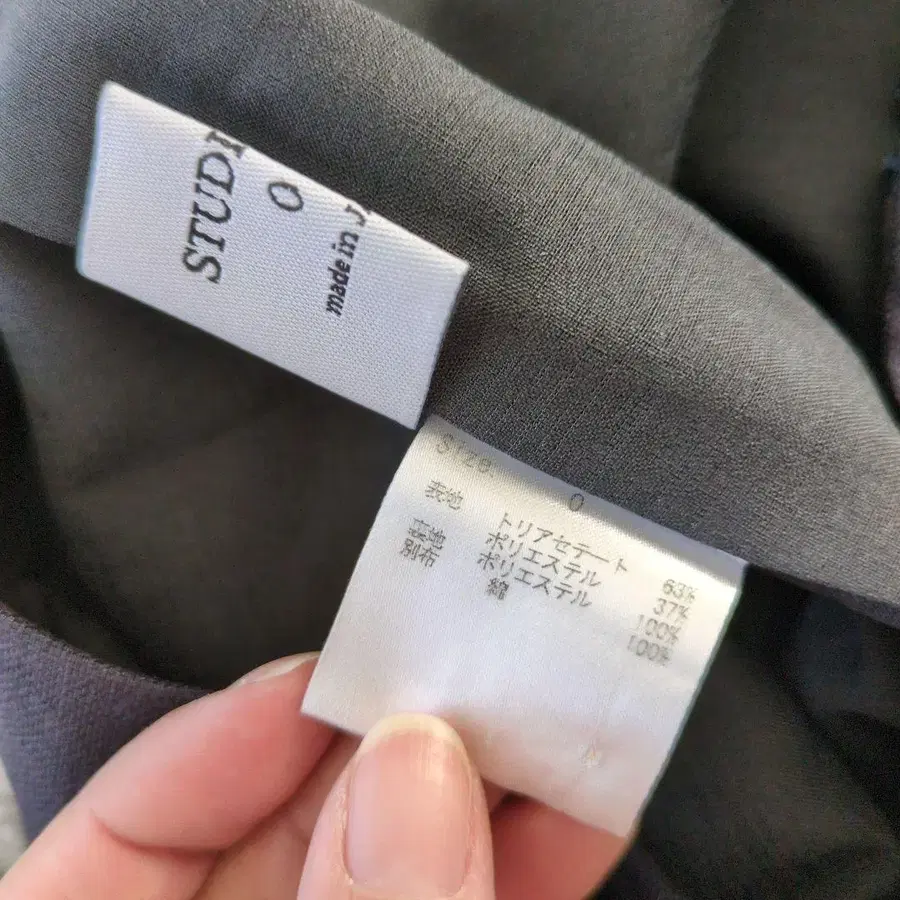 STUDI
0
made in J
Size 0
表地 トリアセテート 63%
ポリエステル 37%
裏地 ポリエステル 100%
別布 綿 100%